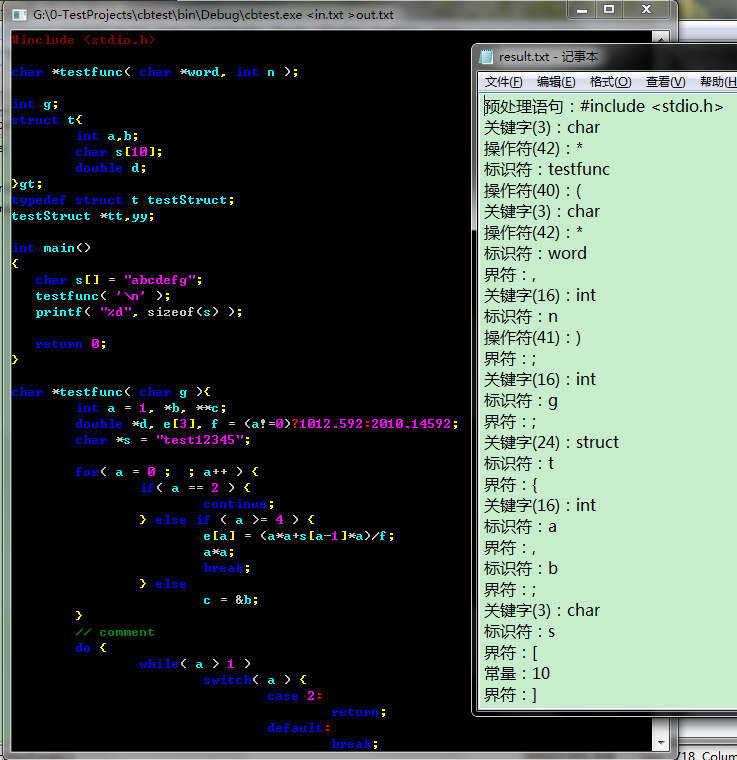 G:\0-TestProjects\cbtest\bin\Debug\cbtest.exe <in.txt >out.txt
#include <stdio.h>
char *testfunc( char *word, int n );
int g;
struct t{
int a,b;
char s[10];
double d;
}gt;
typedef struct t testStruct;
testStruct *tt,yy;
int main()
{
char s[] = "abcdefg";
testfunc( '\n' );
printf( "%d", sizeof(s) );
return 0;
}
char *testfunc( char g ){
int a = 1, *b, **c;
double *d, e[3], f = (a!=0)?1012.592:2010.14592;
char *s = "test12345";
for( a = 0 ; ; a++ ) {
if( a == 2 ) {
continue;
} else if ( a >= 4 ) {
e[a] = (a*a+s[a-1]*a)/f;
a*a;
break;
} else
c = &b;
}
// comment
do {
while( a > 1 )
switch( a ) {
case 2:
return;
default:
break;
result.txt - 记事本
文件(F) 编辑(E) 格式(O) 查看(V) 帮助(H
预处理语句：#include <stdio.h>
关键字(3)：char
操作符(42)：*
标识符：testfunc
操作符(40)：(
关键字(3)：char
操作符(42)：*
标识符：word
界符：,
关键字(16)：int
标识符：n
操作符(41)：)
界符：;
关键字(16)：int
标识符：g
界符：;
关键字(24)：struct
标识符：t
界符：{
关键字(16)：int
标识符：a
界符：,
标识符：b
界符：;
关键字(3)：char
标识符：s
界符：[
常量：10
界符：]
718, Colum